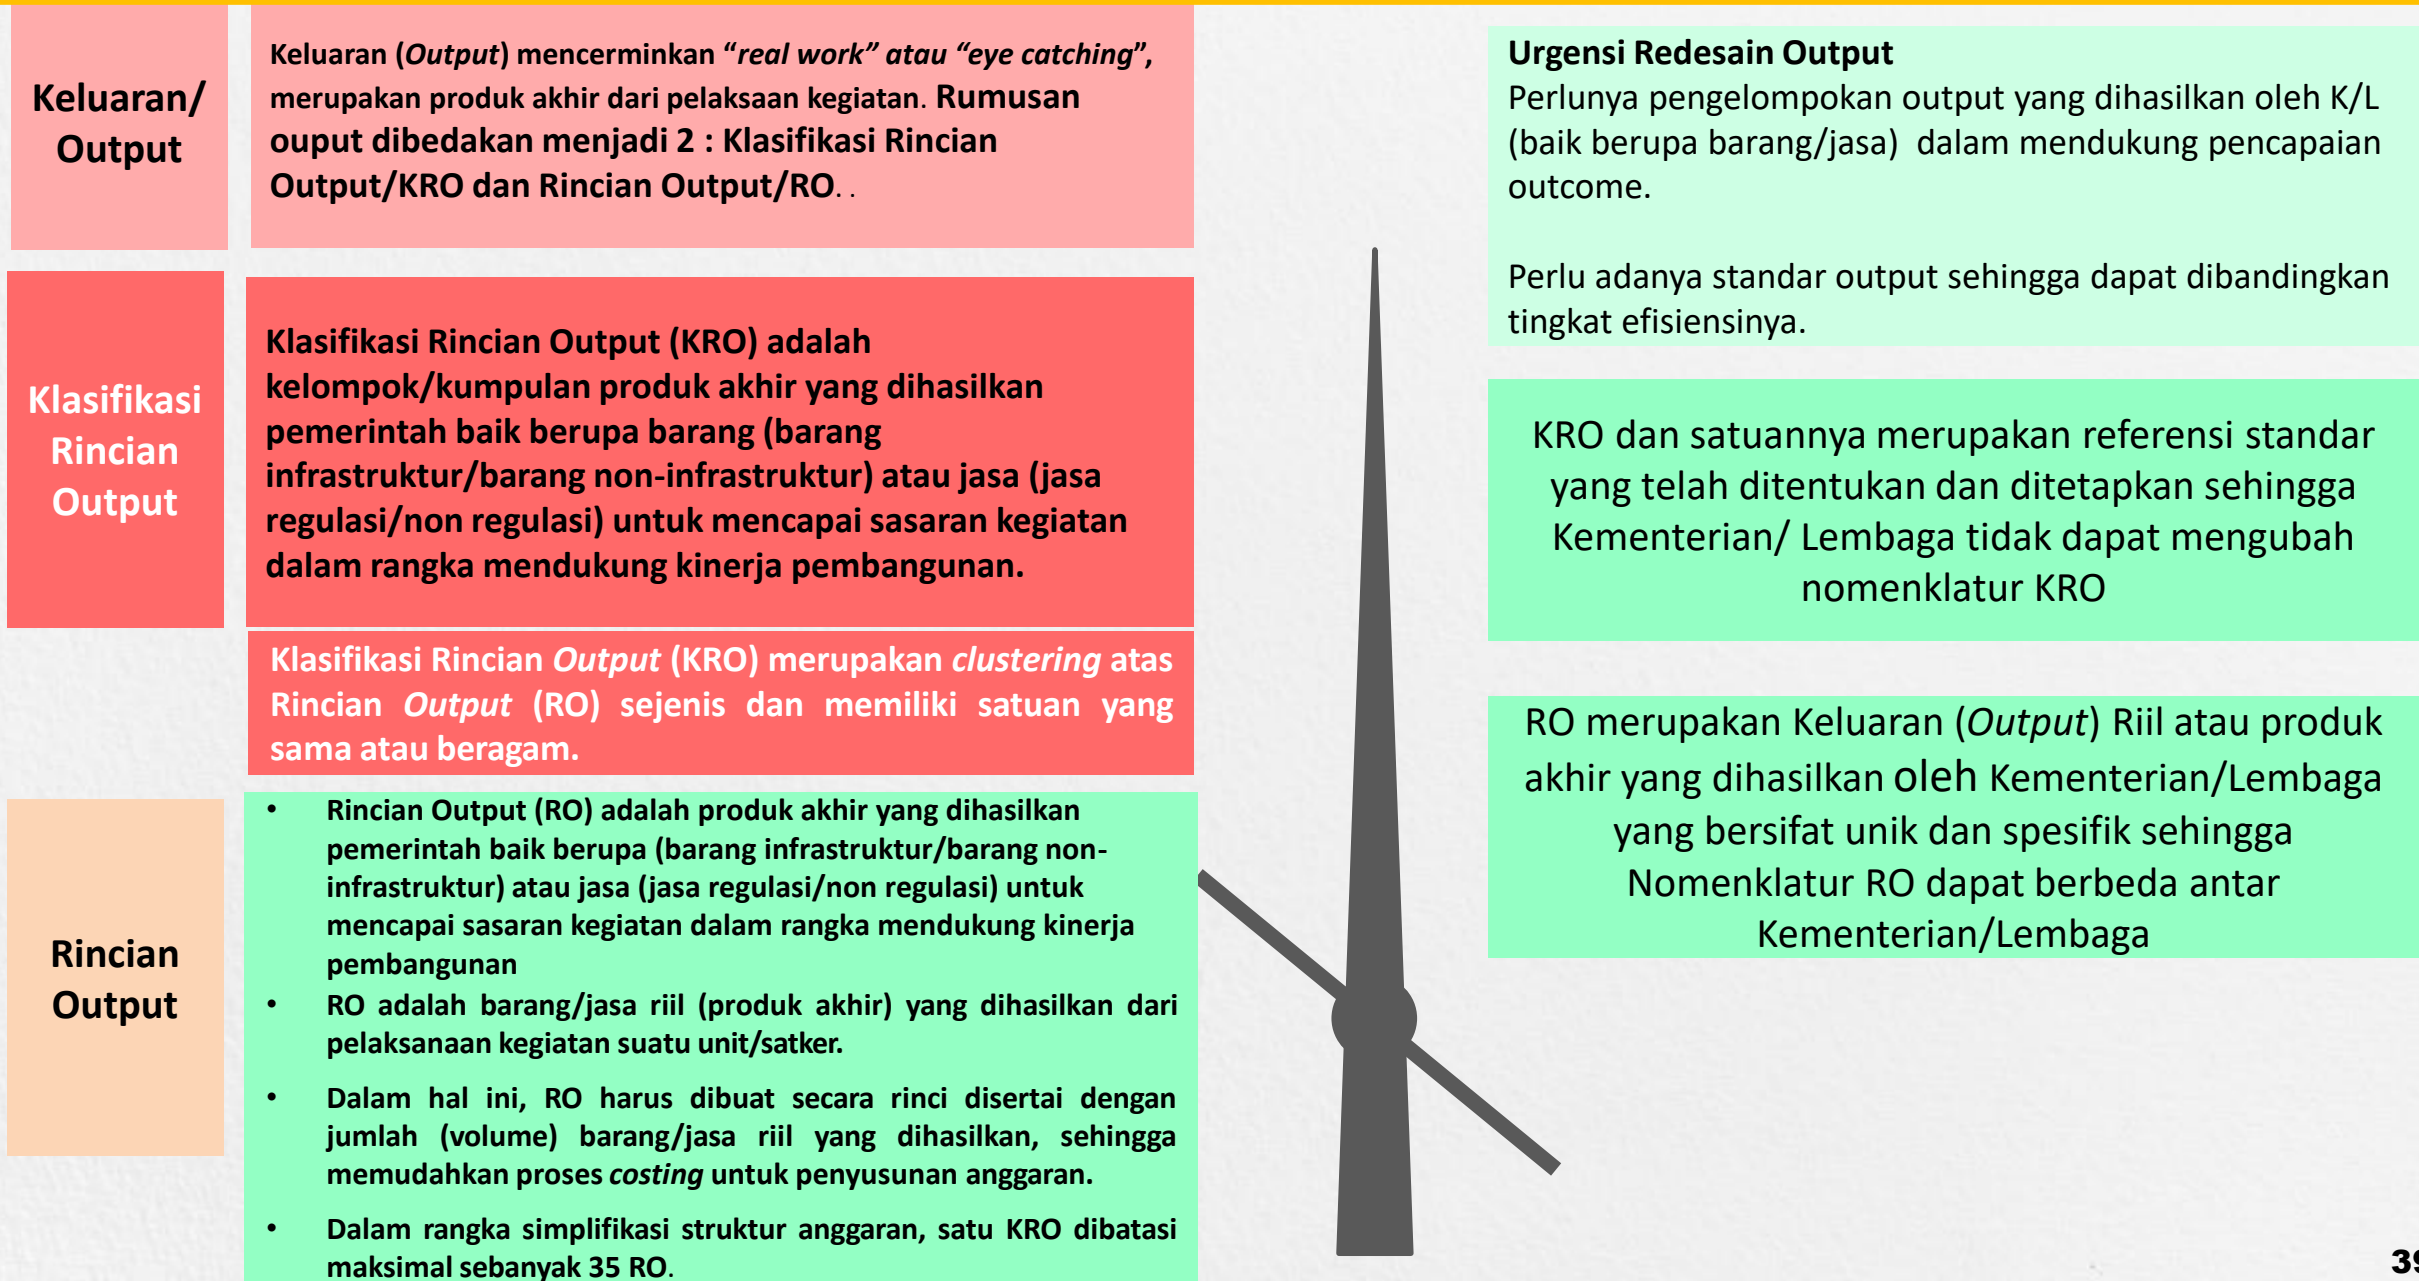 Keluaran/
Output
Keluaran (Output) mencerminkan “real work” atau “eye catching”,
merupakan produk akhir dari pelaksaan kegiatan. Rumusan
ouput dibedakan menjadi 2 : Klasifikasi Rincian
Output/KRO dan Rincian Output/RO. .
Klasifikasi
Rincian
Output
Klasifikasi Rincian Output (KRO) adalah
kelompok/kumpulan produk akhir yang dihasilkan
pemerintah baik berupa barang (barang
infrastruktur/barang non-infrastruktur) atau jasa (jasa
regulasi/non regulasi) untuk mencapai sasaran kegiatan
dalam rangka mendukung kinerja pembangunan.
Klasifikasi Rincian Output (KRO) merupakan clustering atas
Rincian Output (RO) sejenis dan memiliki satuan yang
sama atau beragam.
Rincian
Output
• Rincian Output (RO) adalah produk akhir yang dihasilkan
pemerintah baik berupa (barang infrastruktur/barang non-
infrastruktur) atau jasa (jasa regulasi/non regulasi) untuk
mencapai sasaran kegiatan dalam rangka mendukung kinerja
pembangunan
• RO adalah barang/jasa riil (produk akhir) yang dihasilkan dari
pelaksanaan kegiatan suatu unit/satker.
• Dalam hal ini, RO harus dibuat secara rinci disertai dengan
jumlah (volume) barang/jasa riil yang dihasilkan, sehingga
memudahkan proses costing untuk penyusunan anggaran.
• Dalam rangka simplifikasi struktur anggaran, satu KRO dibatasi
maksimal sebanyak 35 RO.
Urgensi Redesain Output
Perlunya pengelompokan output yang dihasilkan oleh K/L
(baik berupa barang/jasa) dalam mendukung pencapaian
outcome.
Perlu adanya standar output sehingga dapat dibandingkan
tingkat efisiensinya.
KRO dan satuannya merupakan referensi standar
yang telah ditentukan dan ditetapkan sehingga
Kementerian/ Lembaga tidak dapat mengubah
nomenklatur KRO
RO merupakan Keluaran (Output) Riil atau produk
akhir yang dihasilkan oleh Kementerian/Lembaga
yang bersifat unik dan spesifik sehingga
Nomenklatur RO dapat berbeda antar
Kementerian/Lembaga
39